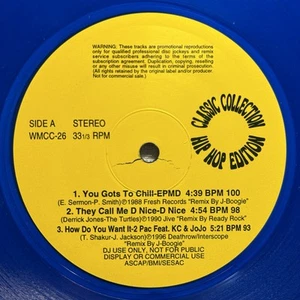 WARNING: These tracks are promotional reproductions
only for qualified professional disc jockeys and remix
service subscribers adhering to the terms of the
subscription agreement. Duplication, copying, reselling
or any other misuse will result in criminal prosecution.
(All rights retained by the original label and/or producer.
Not for commercial sale.)
SIDE A STEREO
WMCC-26 33 1/3 RPM
CLASSIC COLLECTION
HIP HOP EDITION
1. You Gots To Chill-EPMD 4:39 BPM 100
(E. Sermon-P. Smith)℗1988 Fresh Records "Remix By J-Boogie"
2. They Call Me D Nice-D Nice 4:54 BPM 98
(Derrick Jones-The Turtles)℗1990 Jive "Remix By Ready Rock"
3. How Do You Want It-2 Pac Feat. KC & JoJo 5:21 BPM 93
(T. Shakur-J. Jackson)℗1996 Deathrow/Interscope
"Remix By J-Boogie"
DJ USE ONLY, NOT FOR PUBLIC
DISPLAY OR COMMERCIAL USE
ASCAP/BMI/SESAC